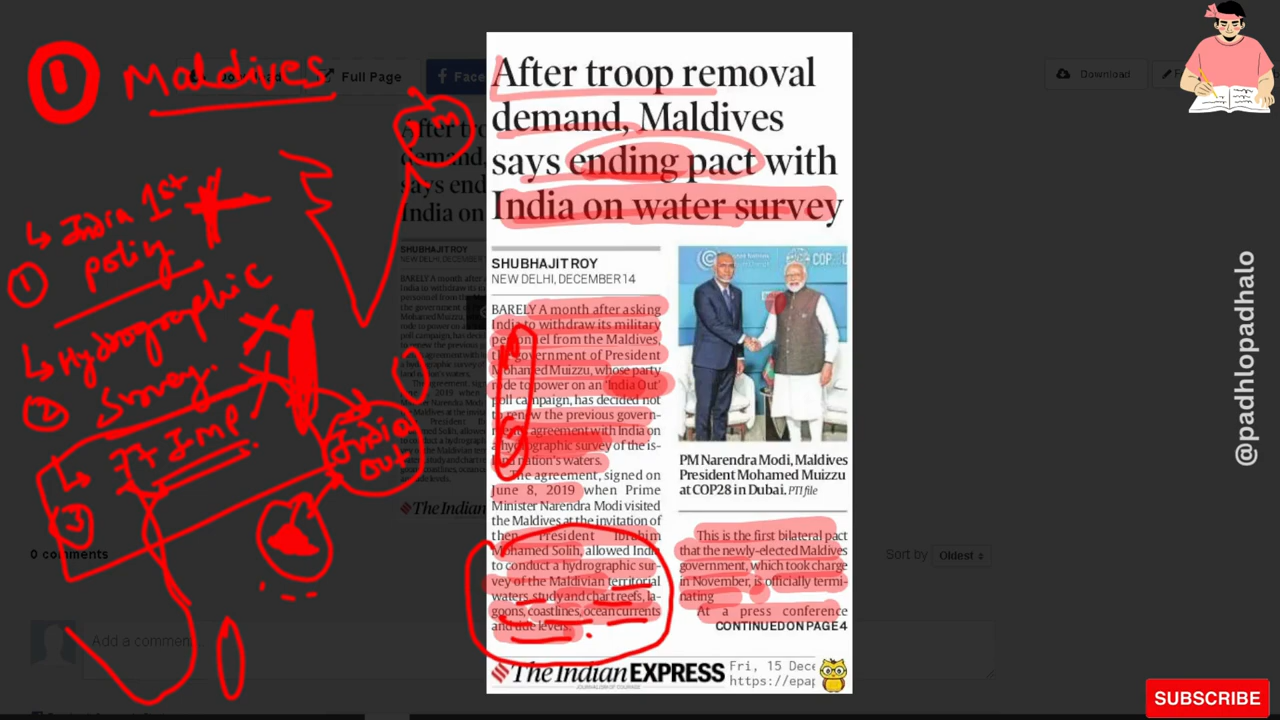 ① Maldives
Full Page
Download
↳ India 1st
① policy
↳ Hydrographic
② Survey.
India
out
After troop removal
demand, Maldives
says ending pact with
India on water survey
SHUBHAJIT ROY
NEW DELHI, DECEMBER 14
BARELY A month after asking
India to withdraw its military
personnel from the Maldives,
the government of President
Mohamed Muizzu, whose party
rode to power on an 'India Out'
poll campaign, has decided not
to renew the previous govern-
ment's agreement with India on
a hydrographic survey of the is-
land nation's waters.
The agreement, signed on
June 8, 2019 when Prime
Minister Narendra Modi visited
the Maldives at the invitation of
then President Ibrahim
Mohamed Solih, allowed India
to conduct a hydrographic sur-
vey of the Maldivian territorial
waters, study and chart reefs, la-
goons, coastlines, ocean currents
and tide levels.
PM Narendra Modi, Maldives
President Mohamed Muizzu
at COP28 in Dubai. PTI file
This is the first bilateral pact
that the newly-elected Maldives
government, which took charge
in November, is officially termi-
nating
At a press conference
CONTINUED ON PAGE 4
The Indian EXPRESS
JOURNALISM OF COURAGE
Fri, 15 Dece
https://epap
0 comments
Sort by Oldest
Add a comment
@padhlopadhalo
SUBSCRIBE